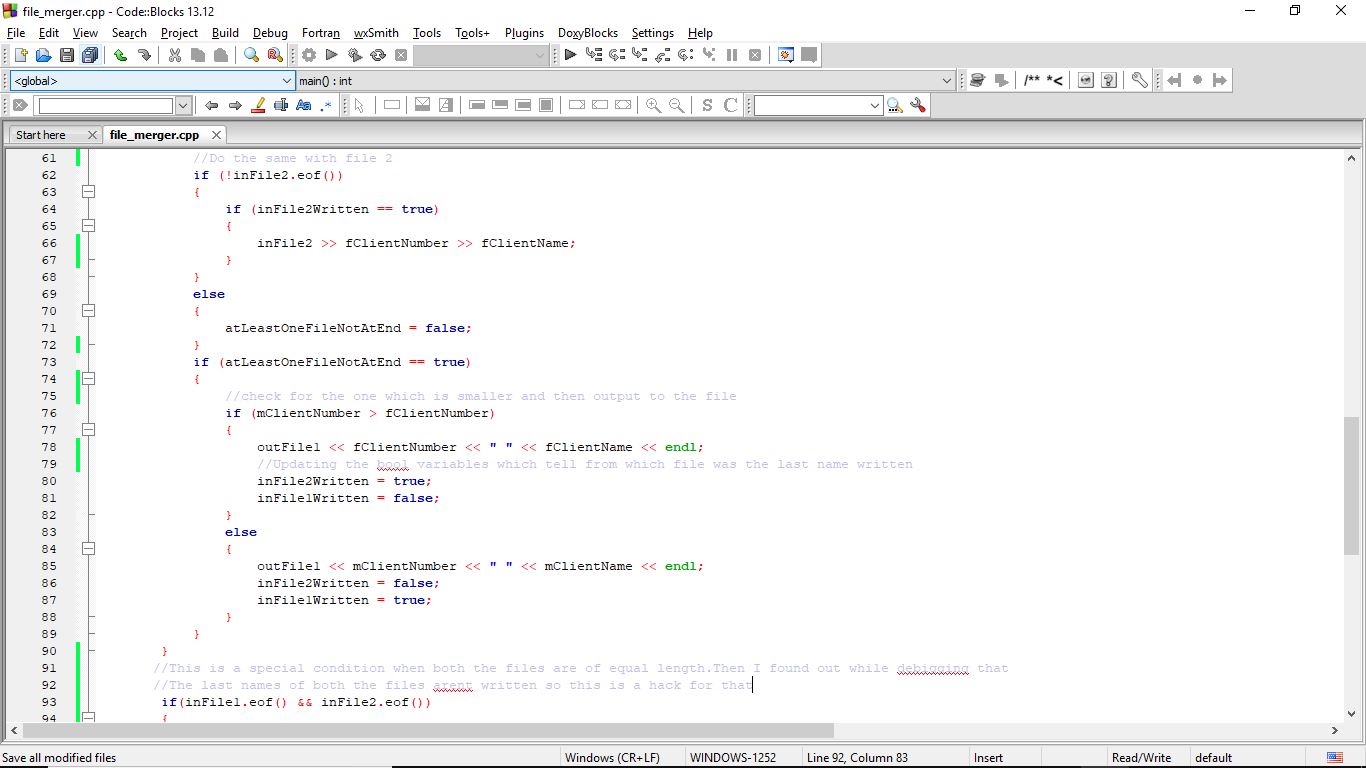 file_merger.cpp - Code::Blocks 13.12
File Edit View Search Project Build Debug Fortran wxSmith Tools Tools+ Plugins DoxyBlocks Settings Help
<global> main() : int
/** *<
Aa .* S C
Start here file_merger.cpp
61 //Do the same with file 2
62 if (!inFile2.eof())
63 {
64 if (inFile2Written == true)
65 {
66 inFile2 >> fClientNumber >> fClientName;
67 }
68 }
69 else
70 {
71 atLeastOneFileNotAtEnd = false;
72 }
73 if (atLeastOneFileNotAtEnd == true)
74 {
75 //check for the one which is smaller and then output to the file
76 if (mClientNumber > fClientNumber)
77 {
78 outFile1 << fClientNumber << " " << fClientName << endl;
79 //Updating the bool variables which tell from which file was the last name written
80 inFile2Written = true;
81 inFile1Written = false;
82 }
83 else
84 {
85 outFile1 << mClientNumber << " " << mClientName << endl;
86 inFile2Written = false;
87 inFile1Written = true;
88 }
89 }
90 }
91 //This is a special condition when both the files are of equal length.Then I found out while debigging that
92 //The last names of both the files arent written so this is a hack for that
93 if(inFile1.eof() && inFile2.eof())
94 {
Save all modified files Windows (CR+LF) WINDOWS-1252 Line 92, Column 83 Insert Read/Write default